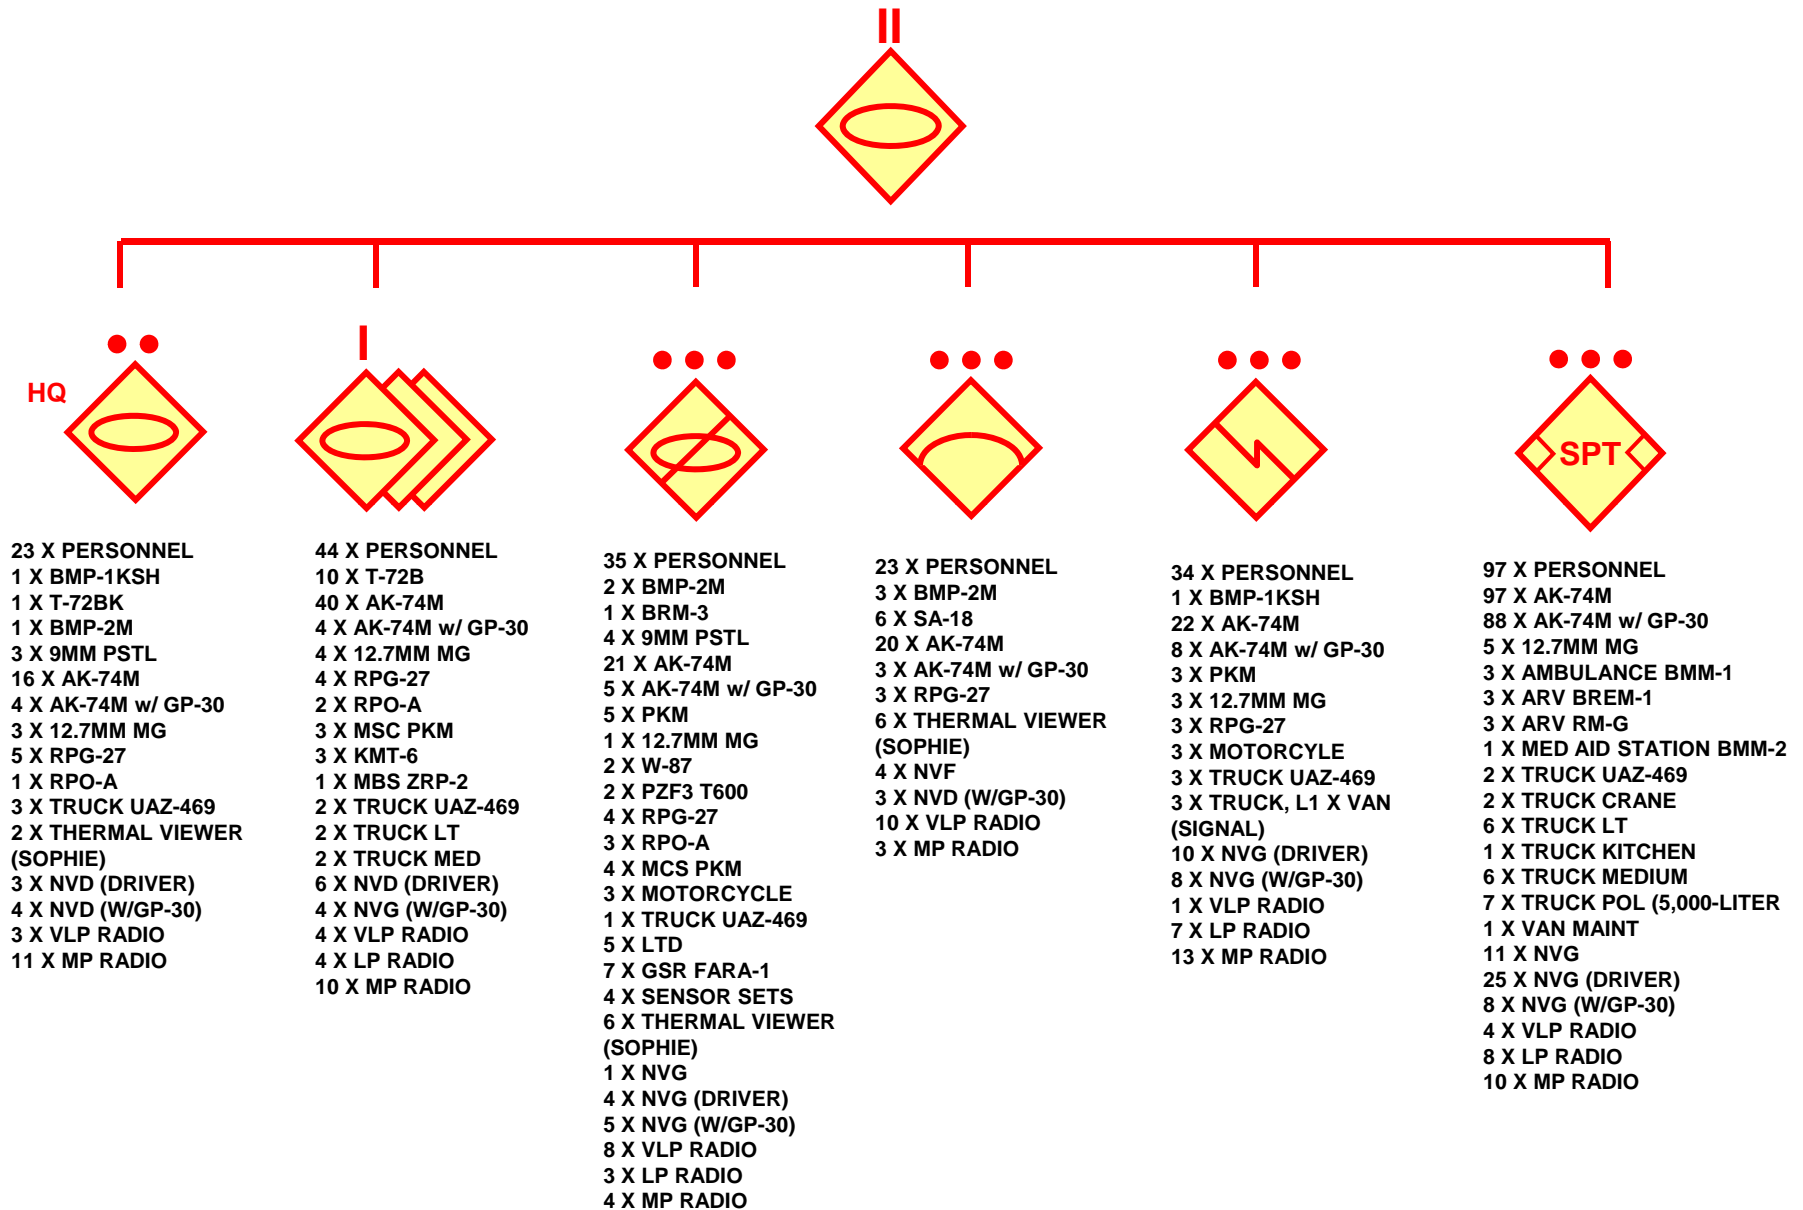 HQ
23 X PERSONNEL
1 X BMP-1KSH
1 X T-72BK
1 X BMP-2M
3 X 9MM PSTL
16 X AK-74M
4 X AK-74M w/ GP-30
3 X 12.7MM MG
5 X RPG-27
1 X RPO-A
3 X TRUCK UAZ-469
2 X THERMAL VIEWER
(SOPHIE)
3 X NVD (DRIVER)
4 X NVD (W/GP-30)
3 X VLP RADIO
11 X MP RADIO
44 X PERSONNEL
10 X T-72B
40 X AK-74M
4 X AK-74M w/ GP-30
4 X 12.7MM MG
4 X RPG-27
2 X RPO-A
3 X MSC PKM
3 X KMT-6
1 X MBS ZRP-2
2 X TRUCK UAZ-469
2 X TRUCK LT
2 X TRUCK MED
6 X NVD (DRIVER)
4 X NVG (W/GP-30)
4 X VLP RADIO
4 X LP RADIO
10 X MP RADIO
35 X PERSONNEL
2 X BMP-2M
1 X BRM-3
4 X 9MM PSTL
21 X AK-74M
5 X AK-74M w/ GP-30
5 X PKM
1 X 12.7MM MG
2 X W-87
2 X PZF3 T600
4 X RPG-27
3 X RPO-A
4 X MCS PKM
3 X MOTORCYCLE
1 X TRUCK UAZ-469
5 X LTD
7 X GSR FARA-1
4 X SENSOR SETS
6 X THERMAL VIEWER
(SOPHIE)
1 X NVG
4 X NVG (DRIVER)
5 X NVG (W/GP-30)
8 X VLP RADIO
3 X LP RADIO
4 X MP RADIO
23 X PERSONNEL
3 X BMP-2M
6 X SA-18
20 X AK-74M
3 X AK-74M w/ GP-30
3 X RPG-27
6 X THERMAL VIEWER
(SOPHIE)
4 X NVF
3 X NVD (W/GP-30)
10 X VLP RADIO
3 X MP RADIO
34 X PERSONNEL
1 X BMP-1KSH
22 X AK-74M
8 X AK-74M w/ GP-30
3 X PKM
3 X 12.7MM MG
3 X RPG-27
3 X MOTORCYLE
3 X TRUCK UAZ-469
3 X TRUCK, L1 X VAN
(SIGNAL)
10 X NVG (DRIVER)
8 X NVG (W/GP-30)
1 X VLP RADIO
7 X LP RADIO
13 X MP RADIO
SPT
97 X PERSONNEL
97 X AK-74M
88 X AK-74M w/ GP-30
5 X 12.7MM MG
3 X AMBULANCE BMM-1
3 X ARV BREM-1
3 X ARV RM-G
1 X MED AID STATION BMM-2
2 X TRUCK UAZ-469
2 X TRUCK CRANE
6 X TRUCK LT
1 X TRUCK KITCHEN
6 X TRUCK MEDIUM
7 X TRUCK POL (5,000-LITER
1 X VAN MAINT
11 X NVG
25 X NVG (DRIVER)
8 X NVG (W/GP-30)
4 X VLP RADIO
8 X LP RADIO
10 X MP RADIO